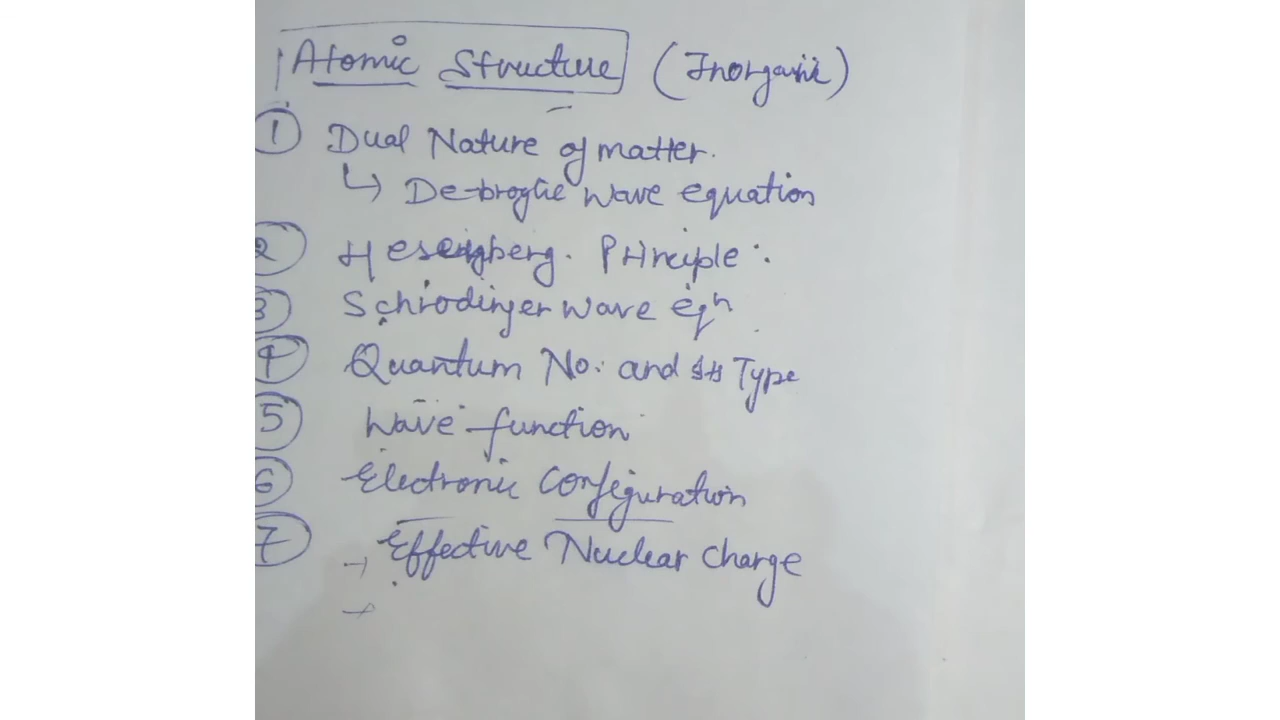 Atomic Structure (Inorganic)
① Dual Nature of matter.
↳ De-broglie wave equation
② Hesenigberg. Principle :
③ Schrodinger wave eqn
④ Quantum No. and its Type
⑤ Wave function
⑥ Electronic Configuration
⑦ → Effective Nuclear Charge
→